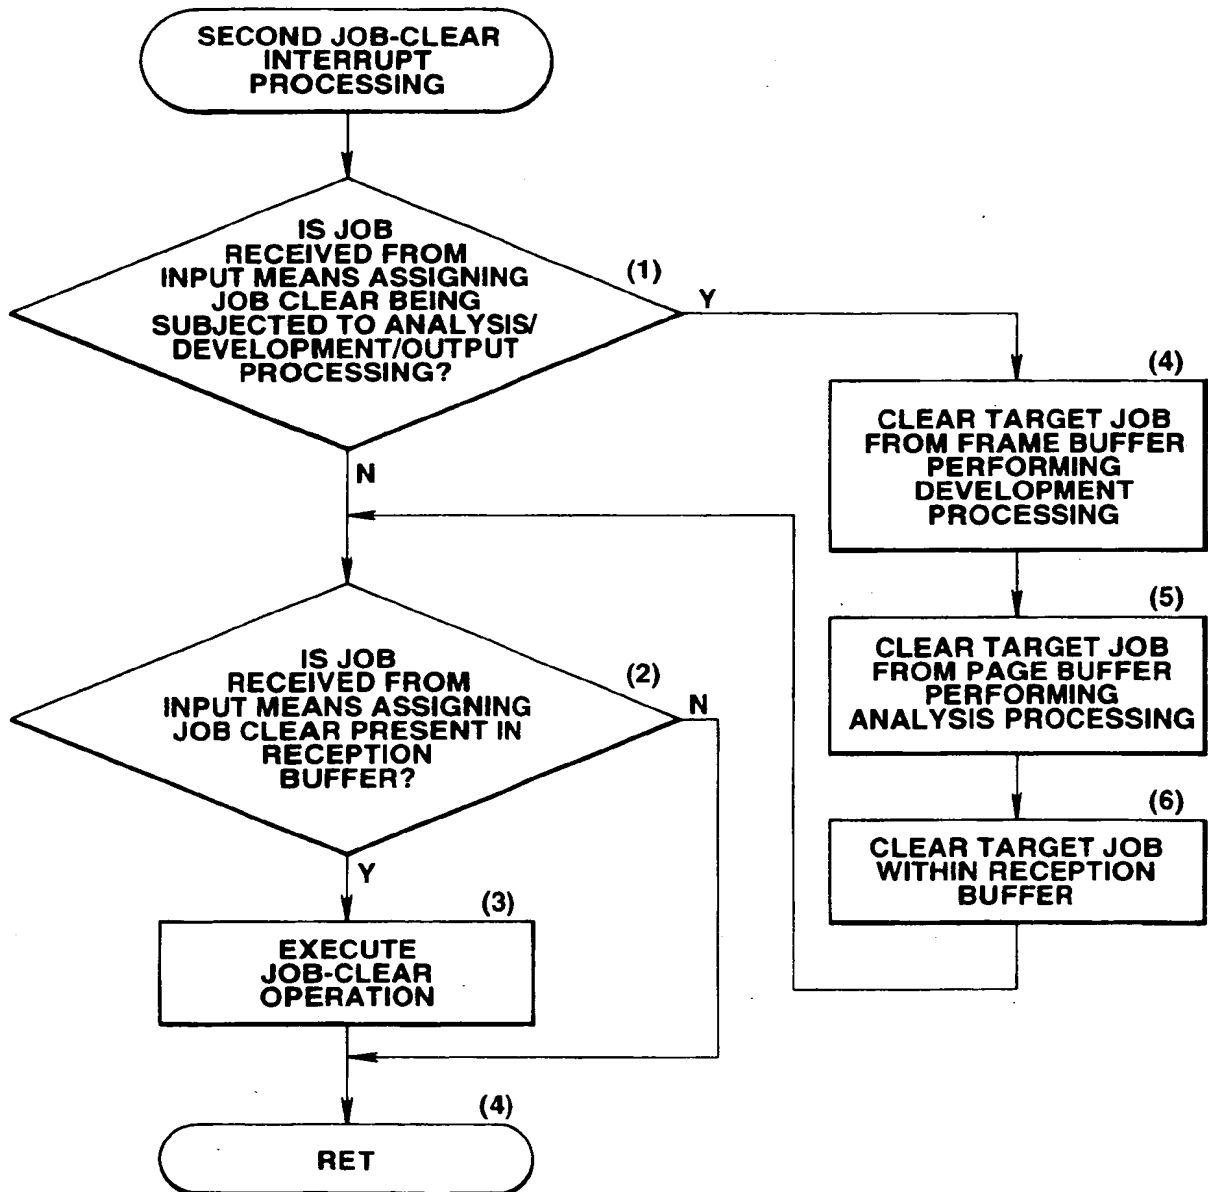 SECOND JOB-CLEAR
INTERRUPT
PROCESSING
IS JOB
RECEIVED FROM
INPUT MEANS ASSIGNING
JOB CLEAR BEING
SUBJECTED TO ANALYSIS/
DEVELOPMENT/OUTPUT
PROCESSING?
(1)
Y
N
(4)
CLEAR TARGET JOB
FROM FRAME BUFFER
PERFORMING
DEVELOPMENT
PROCESSING
(5)
CLEAR TARGET JOB
FROM PAGE BUFFER
PERFORMING
ANALYSIS PROCESSING
(6)
CLEAR TARGET JOB
WITHIN RECEPTION
BUFFER
IS JOB
RECEIVED FROM
INPUT MEANS ASSIGNING
JOB CLEAR PRESENT IN
RECEPTION
BUFFER?
(2)
N
Y
(3)
EXECUTE
JOB-CLEAR
OPERATION
(4)
RET